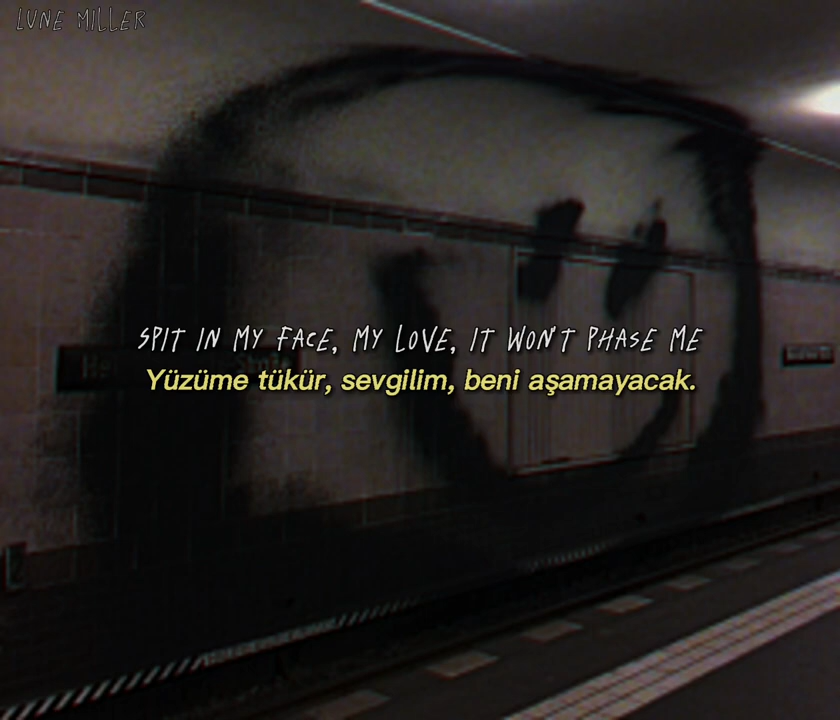 LUNE MILLER
SPIT IN MY FACE, MY LOVE, IT WON'T PHASE ME
Yüzüme tükür, sevgilim, beni aşamayacak.